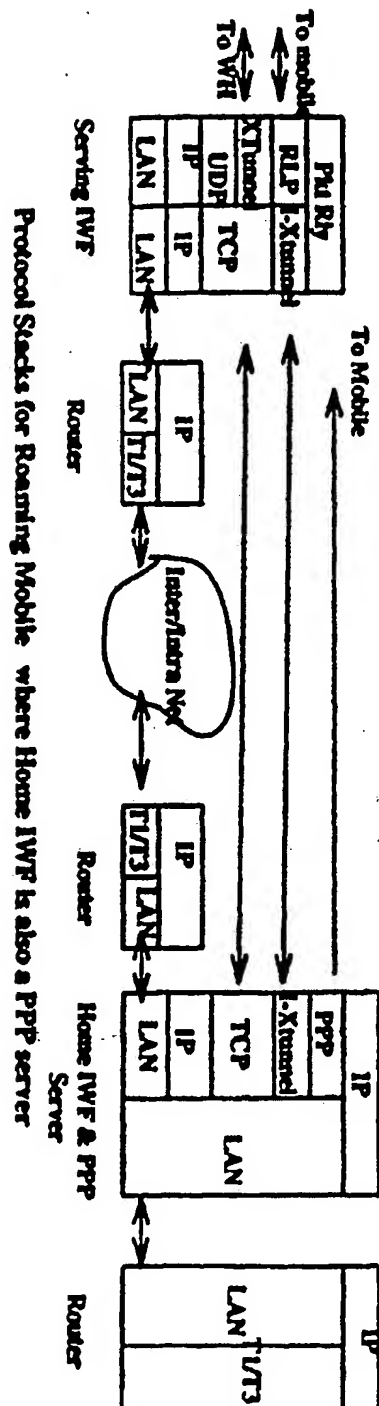 To mobile
To WH
Pkt Rly
RLP
I-Xtunnel
XTunnel
UDP
TCP
IP
IP
LAN
LAN
Serving IWF
To Mobile
IP
LAN
T1/T3
Router
Inter/Intra Net
IP
T1/T3
LAN
Router
IP
PPP
I-Xtunnel
TCP
IP
LAN
LAN
Home IWF & PPP
Server
IP
LAN
T1/T3
Router
Protocol Stacks for Roaming Mobile where Home IWF is also a PPP server